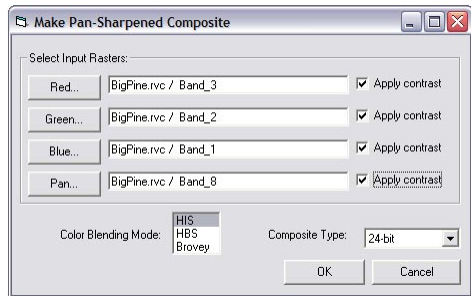 Make Pan-Sharpened Composite
Select Input Rasters:
Red... BigPine.rvc / Band_3 Apply contrast
Green... BigPine.rvc / Band_2 Apply contrast
Blue... BigPine.rvc / Band_1 Apply contrast
Pan... BigPine.rvc / Band_8 Apply contrast
Color Blending Mode: HIS Composite Type: 24-bit
HBS
Brovey
OK Cancel